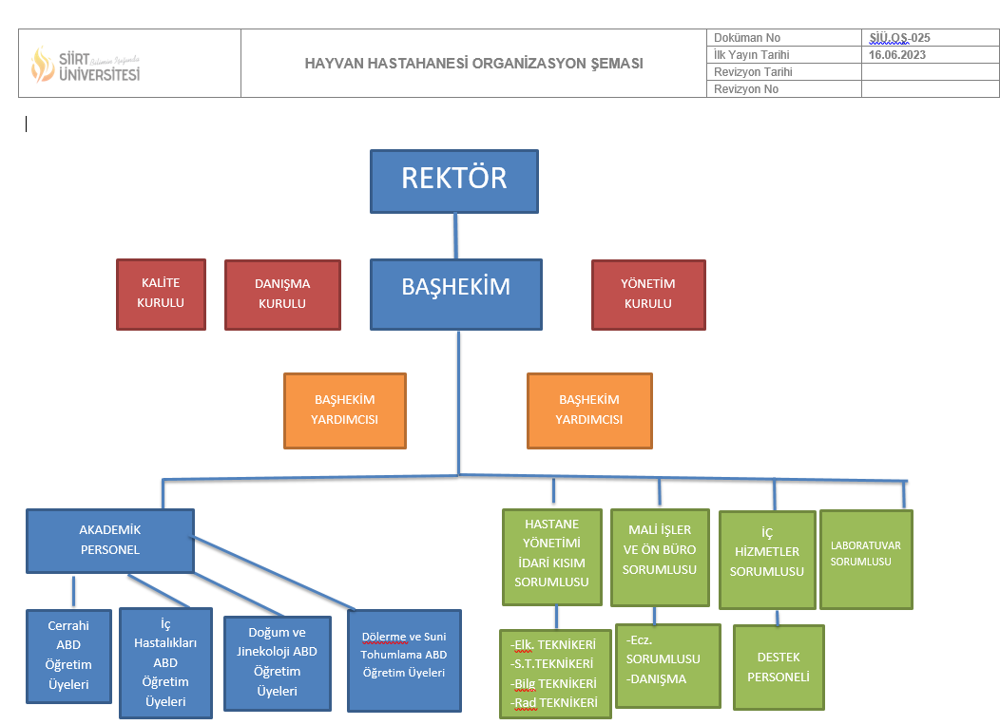 SİİRT Bilimin Işığında
ÜNİVERSİTESİ
HAYVAN HASTAHANESİ ORGANİZASYON ŞEMASI
Doküman No
SİÜ.OŞ-025
İlk Yayın Tarihi
16.06.2023
Revizyon Tarihi
Revizyon No
REKTÖR
KALİTE
KURULU
DANIŞMA
KURULU
BAŞHEKİM
YÖNETİM
KURULU
BAŞHEKİM
YARDIMCISI
BAŞHEKİM
YARDIMCISI
AKADEMİK
PERSONEL
HASTANE
YÖNETİMİ
İDARİ KISIM
SORUMLUSU
MALİ İŞLER
VE ÖN BÜRO
SORUMLUSU
İÇ
HİZMETLER
SORUMLUSU
LABORATUVAR
SORUMLUSU
Cerrahi
ABD
Öğretim
Üyeleri
İç
Hastalıkları
ABD
Öğretim
Üyeleri
Doğum ve
Jinekoloji ABD
Öğretim
Üyeleri
Dölerme ve Suni
Tohumlama ABD
Öğretim Üyeleri
-Elk. TEKNİKERİ
-S.T.TEKNİKERİ
-Bilg TEKNİKERİ
-Rad TEKNİKERİ
-Ecz.
SORUMLUSU
-DANIŞMA
DESTEK
PERSONELİ